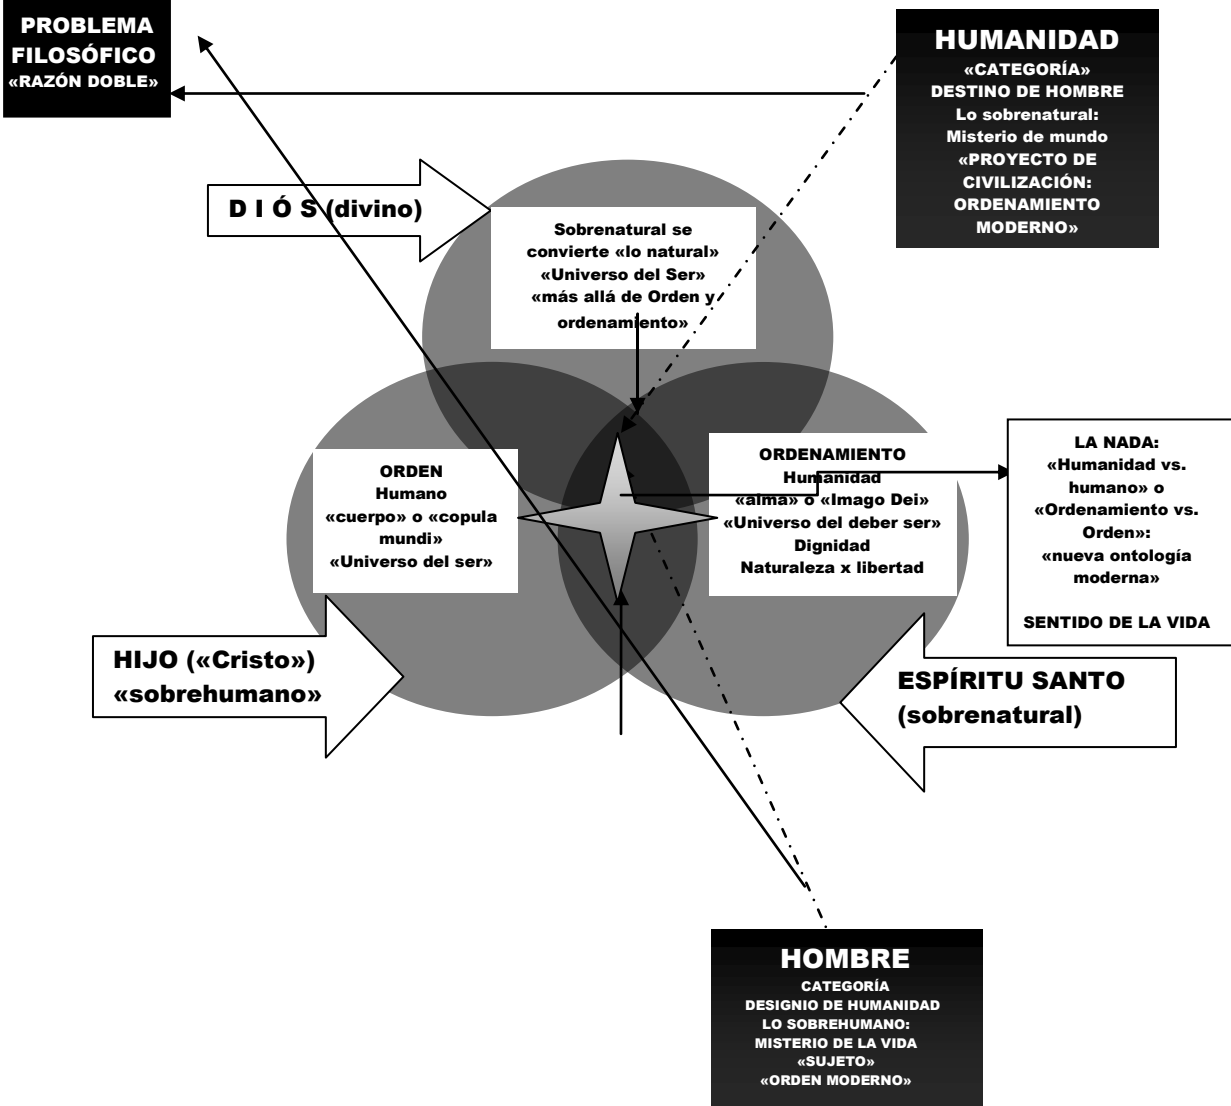 PROBLEMA
FILOSÓFICO
«RAZÓN DOBLE»
HUMANIDAD
«CATEGORÍA»
DESTINO DE HOMBRE
Lo sobrenatural:
Misterio de mundo
«PROYECTO DE
CIVILIZACIÓN:
ORDENAMIENTO
MODERNO»
D I Ó S (divino)
Sobrenatural se
convierte «lo natural»
«Universo del Ser»
«más allá de Orden y
ordenamiento»
ORDEN
Humano
«cuerpo» o «copula
mundi»
«Universo del ser»
ORDENAMIENTO
Humanidad
«alma» o «Imago Dei»
«Universo del deber ser»
Dignidad
Naturaleza x libertad
LA NADA:
«Humanidad vs.
humano» o
«Ordenamiento vs.
Orden»:
«nueva ontología
moderna»
SENTIDO DE LA VIDA
HIJO («Cristo»)
«sobrehumano»
ESPÍRITU SANTO
(sobrenatural)
HOMBRE
CATEGORÍA
DESIGNIO DE HUMANIDAD
LO SOBREHUMANO:
MISTERIO DE LA VIDA
«SUJETO»
«ORDEN MODERNO»